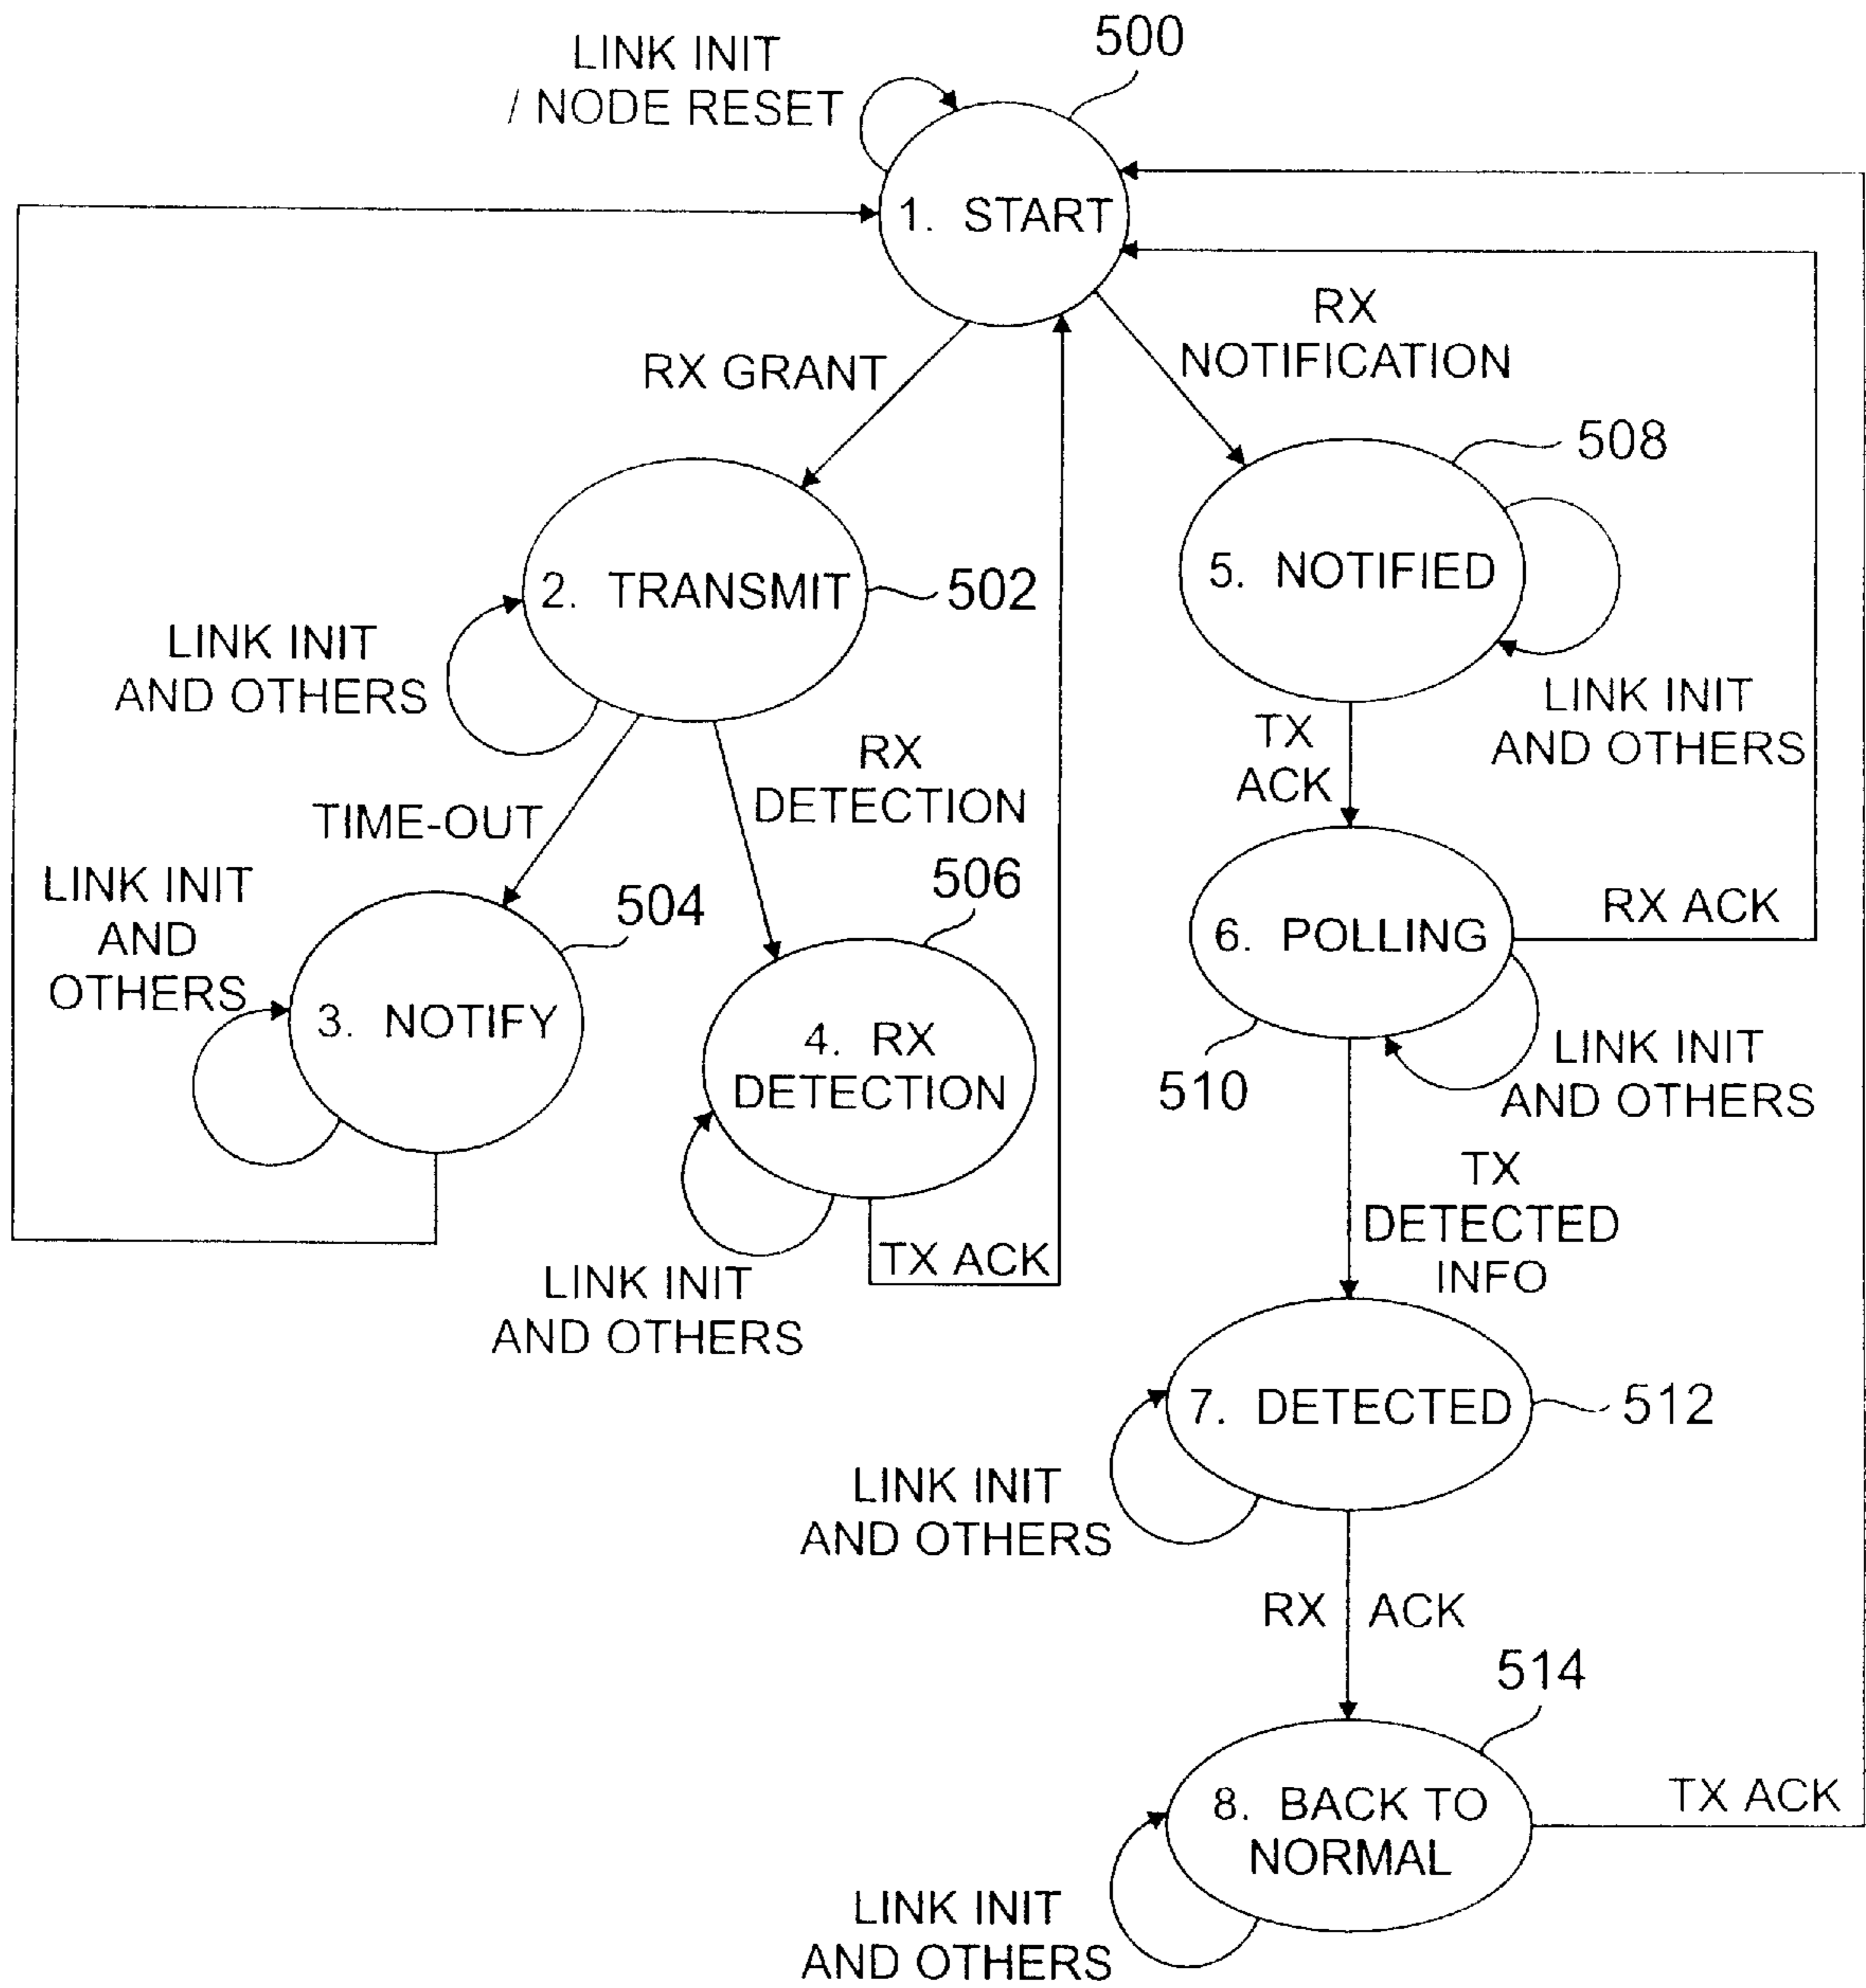 500
LINK INIT
/ NODE RESET
1. START
RX
NOTIFICATION
RX GRANT
508
5. NOTIFIED
2. TRANSMIT
502
LINK INIT
AND OTHERS
LINK INIT
AND OTHERS
TX
ACK
RX
DETECTION
TIME-OUT
LINK INIT
AND
OTHERS
504
506
RX ACK
6. POLLING
3. NOTIFY
4. RX
DETECTION
LINK INIT
AND OTHERS
510
TX
DETECTED
INFO
TX ACK
LINK INIT
AND OTHERS
7. DETECTED
512
LINK INIT
AND OTHERS
RX ACK
514
8. BACK TO
NORMAL
TX ACK
LINK INIT
AND OTHERS